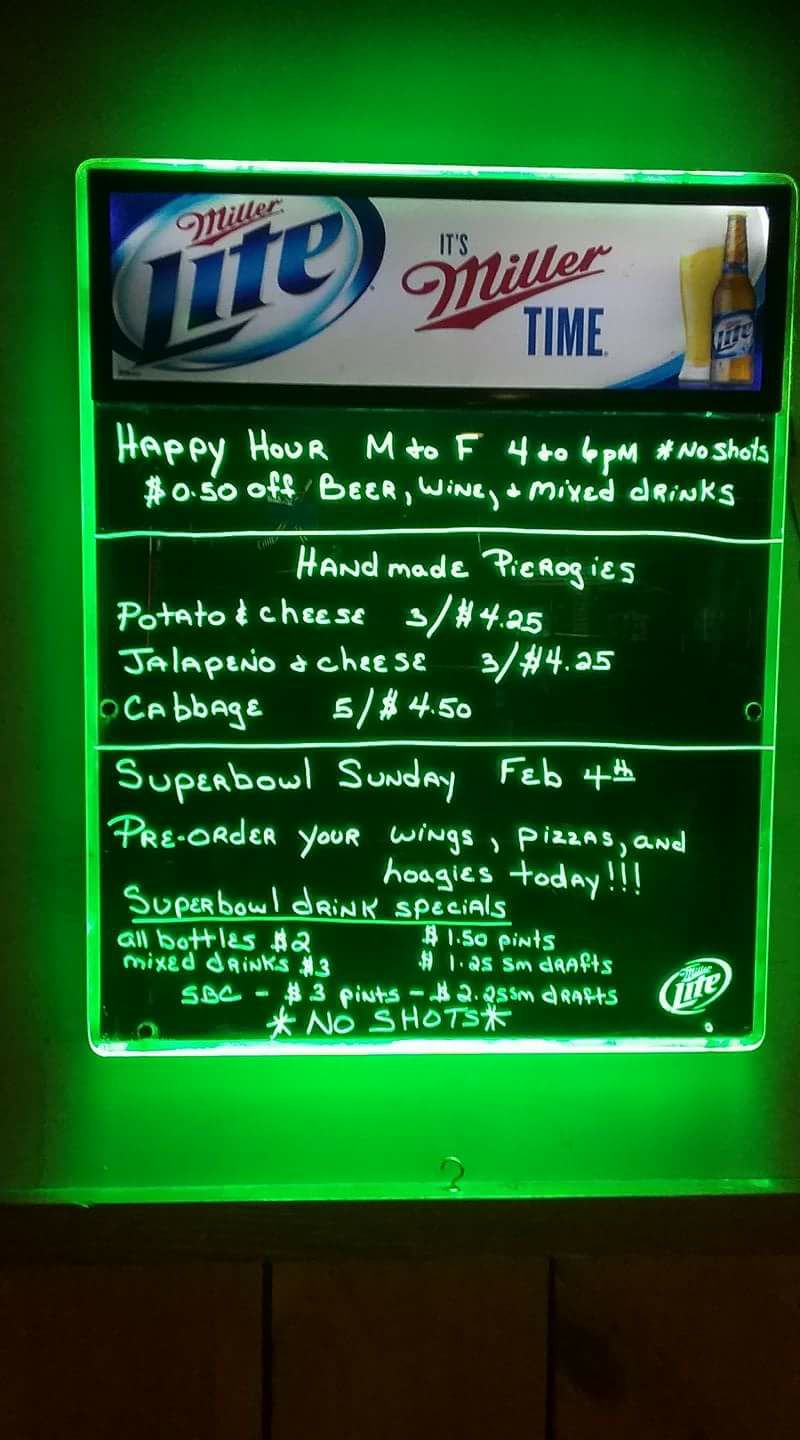 Miller
Lite
IT'S
Miller
TIME
Lite
HAPPY HOUR M to F 4 to 6pM *No Shots
$0.50 off BEER, WINE, + Mixed dRINKS
HANdmadE PiEROgiES
Potato & chEESE 3/$4.25
JALAPENO & chEESE 3/$4.25
CAbbagE 5/$4.50
SUPERbowl SUNDAY FEb 4th
PRE-ORdER YOUR wiNgs, pizzAs, aNd
hoagies today!!!
SUPERbowl dRiNK spEciAls
all bottlEs $2 $1.50 piNts
mixEd dRiNKs $3 $1.25 sm dRAfts
SBC - $3 piNts - $2.25sm dRAfts
* NO SHOTS *
Miller
Lite